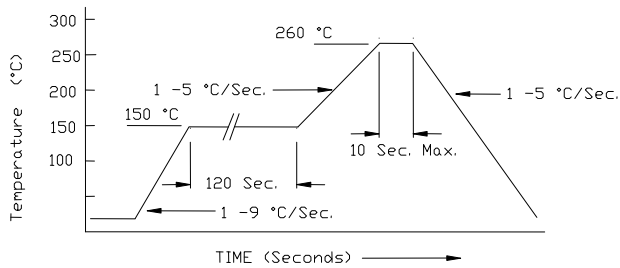 300
260 °C
250
1 -5 °C/Sec.
1 -5 °C/Sec.
200
150 °C
150
10 Sec. Max.
100
120 Sec.
1 -9 °C/Sec.
Temperature (°C)
TIME (Seconds)